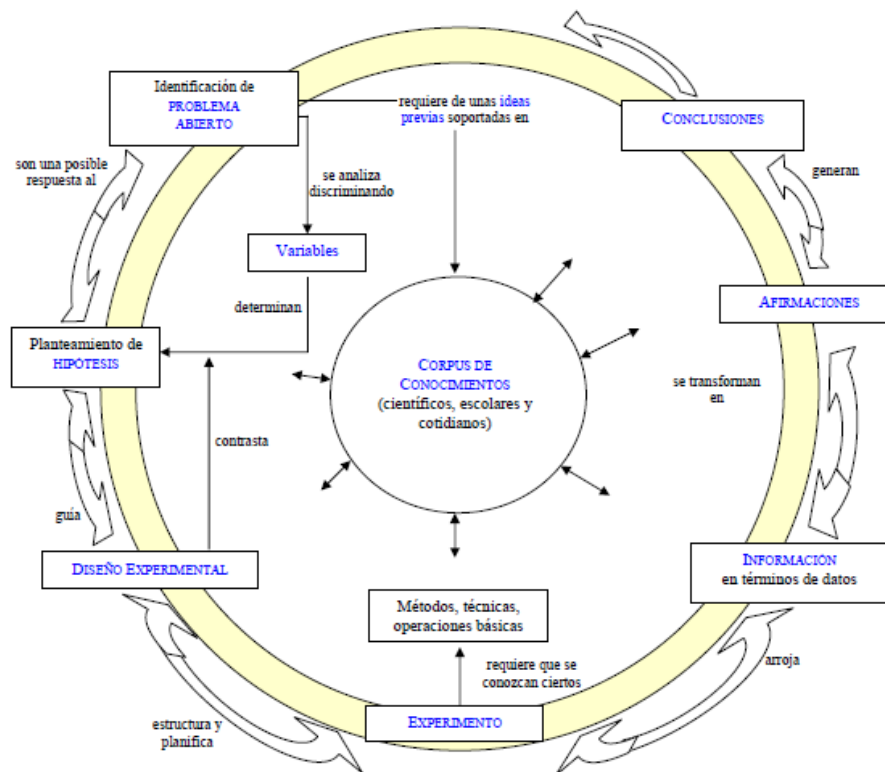 Identificación de
PROBLEMA
ABIERTO
requiere de unas ideas
previas soportadas en
CONCLUSIONES
son una posible
respuesta al
se analiza
discriminando
generan
Variables
determinan
AFIRMACIONES
Planteamiento de
HIPÓTESIS
CORPUS DE
CONOCIMIENTOS
(científicos, escolares y
cotidianos)
se transforman
en
contrasta
guía
DISEÑO EXPERIMENTAL
INFORMACIÓN
en términos de datos
Métodos, técnicas,
operaciones básicas
requiere que se
conozcan ciertos
arroja
estructura y
planifica
EXPERIMENTO